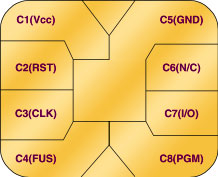 C1(Vcc)
C5(GND)
C2(RST)
C6(N/C)
C3(CLK)
C7(I/O)
C4(FUS)
C8(PGM)